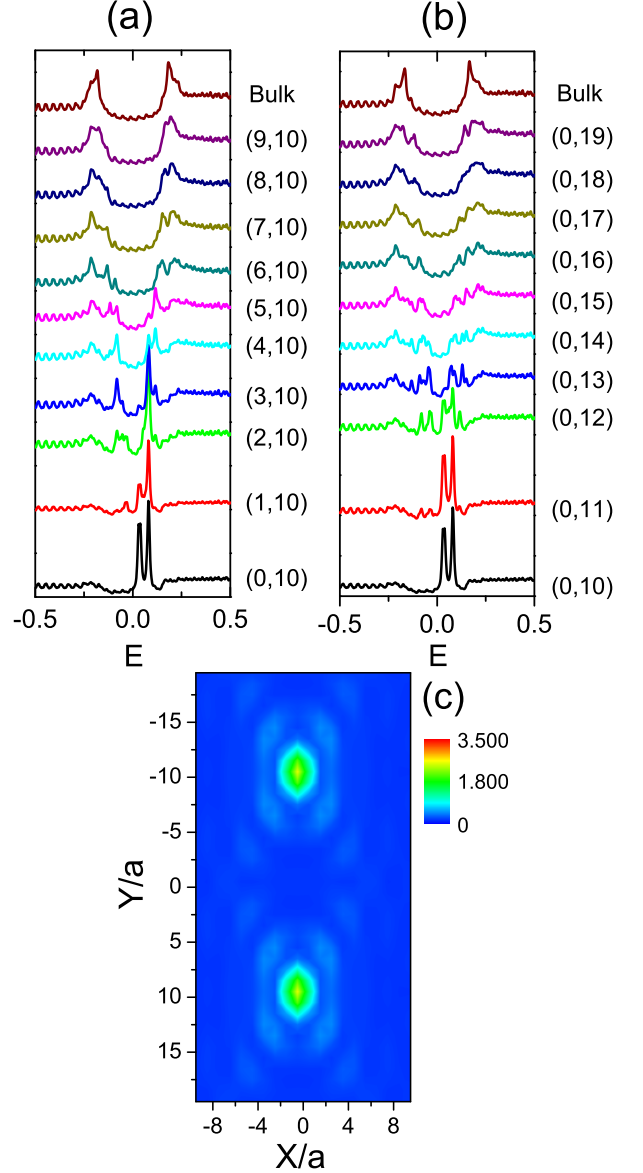 (a)
Bulk
(9,10)
(8,10)
(7,10)
(6,10)
(5,10)
(4,10)
(3,10)
(2,10)
(1,10)
(0,10)
-0.5 0.0 0.5
E
(b)
Bulk
(0,19)
(0,18)
(0,17)
(0,16)
(0,15)
(0,14)
(0,13)
(0,12)
(0,11)
(0,10)
-0.5 0.0 0.5
E
(c)
3.500
1.800
0
Y/a
-15
-10
-5
0
5
10
15
-8 -4 0 4 8
X/a